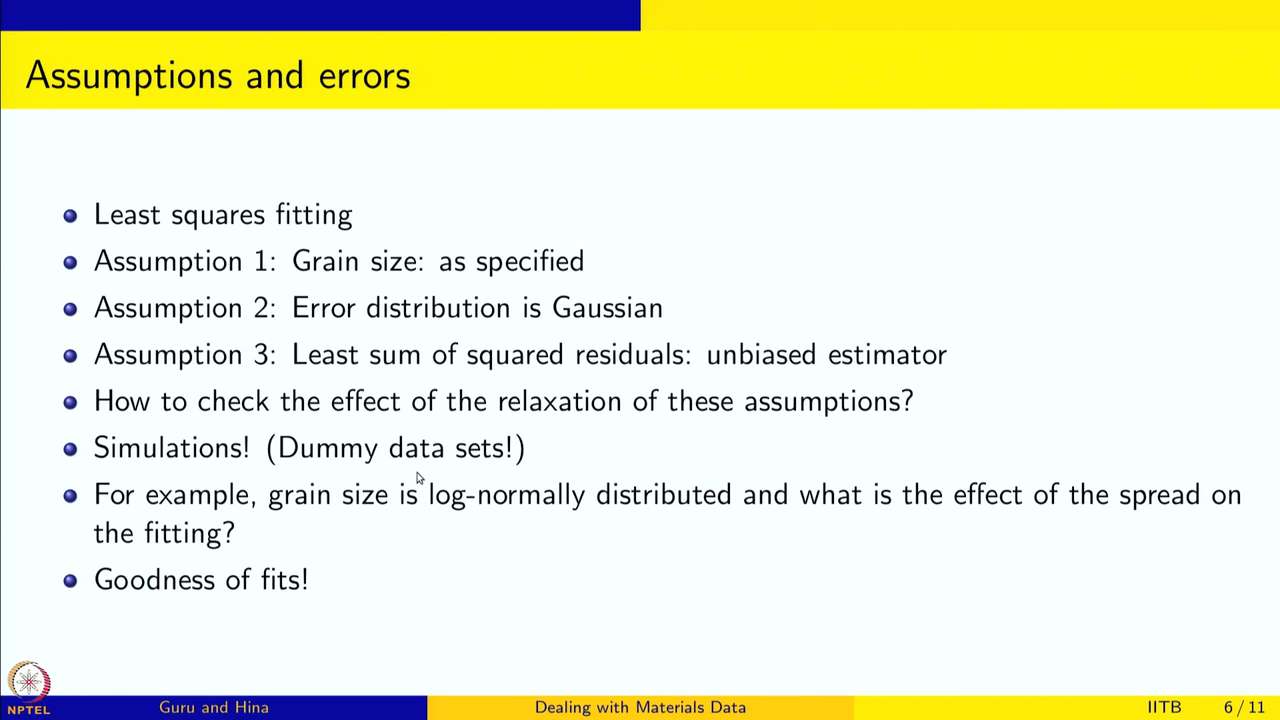 Assumptions and errors
Least squares fitting
Assumption 1: Grain size: as specified
Assumption 2: Error distribution is Gaussian
Assumption 3: Least sum of squared residuals: unbiased estimator
How to check the effect of the relaxation of these assumptions?
Simulations! (Dummy data sets!)
For example, grain size is log-normally distributed and what is the effect of the spread on
the fitting?
Goodness of fits!
NPTEL
Guru and Hina
Dealing with Materials Data
IITB
6 / 11